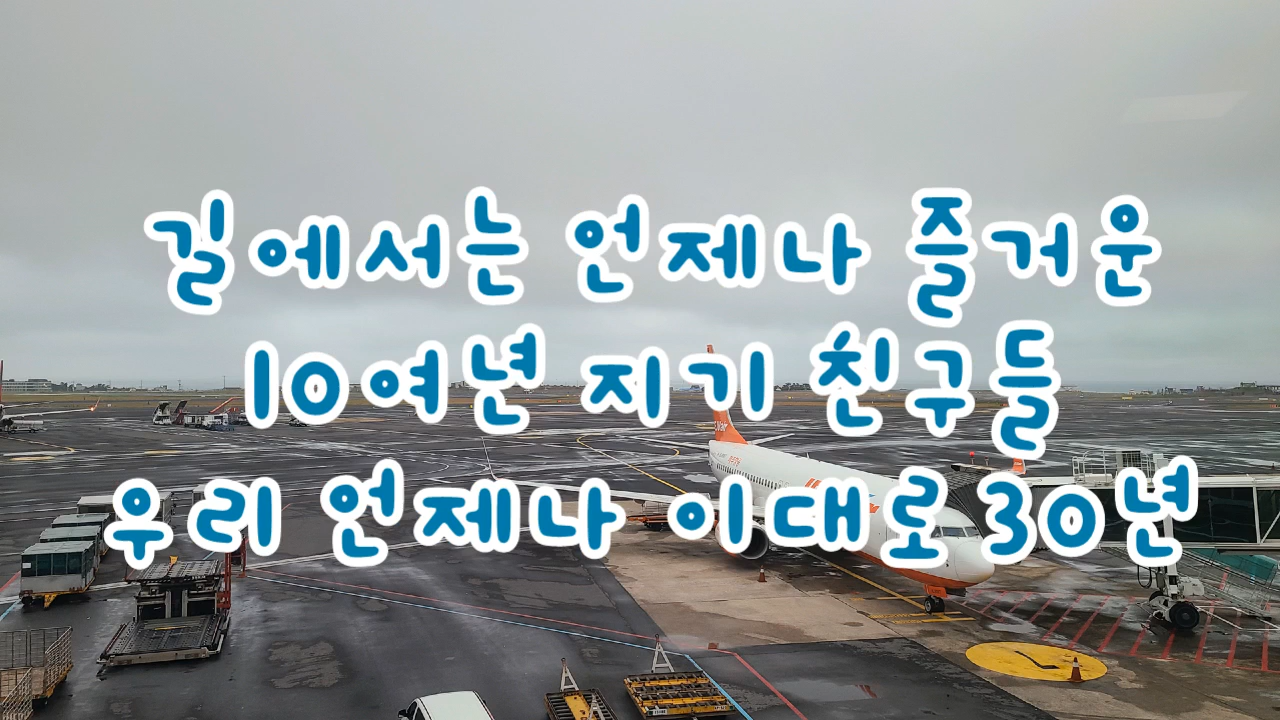 길에서는 언제나 즐거운
10여년 지기 친구들
우리 언제나 이대로 30년